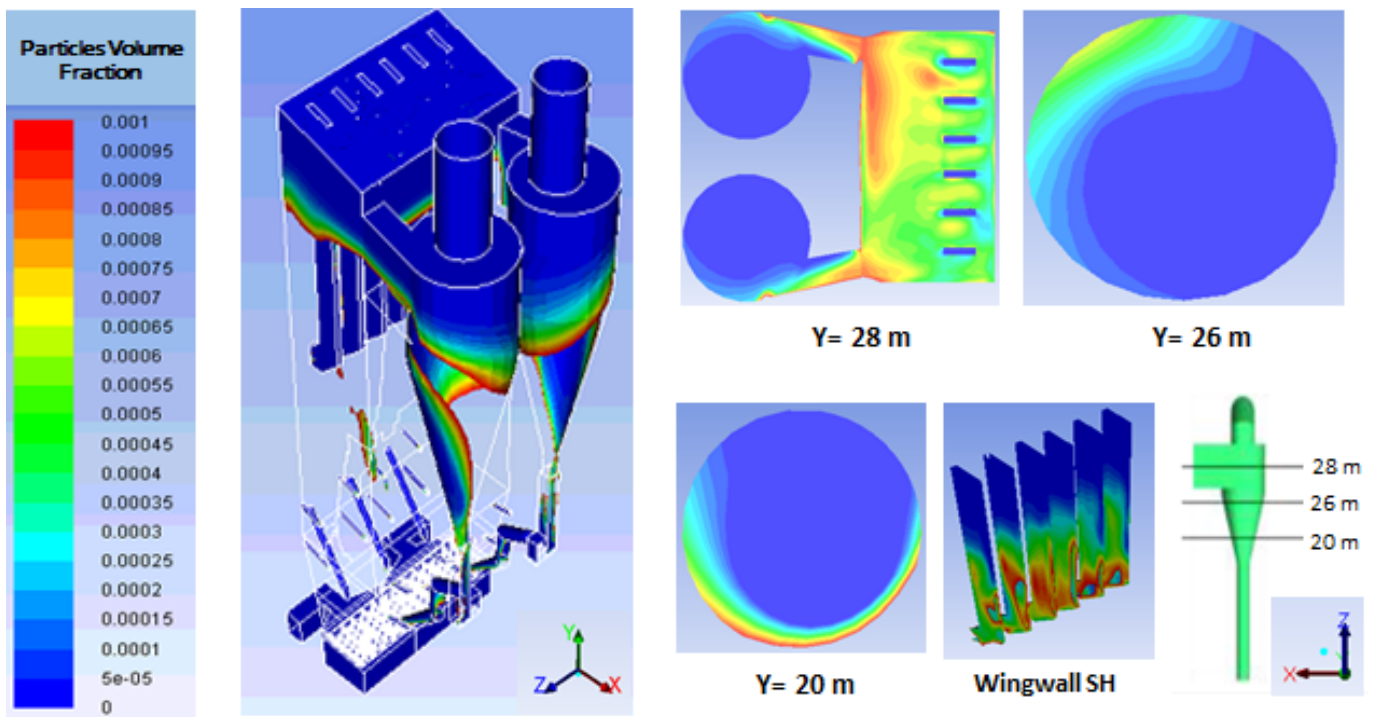 Particles Volume
Fraction
0.001
0.00095
0.0009
0.00085
0.0008
0.00075
0.0007
0.00065
0.0006
0.00055
0.0005
0.00045
0.0004
0.00035
0.0003
0.00025
0.0002
0.00015
0.0001
5e-05
0
Y
Z
X
Y= 28 m
Y= 26 m
Y= 20 m
Wingwall SH
28 m
26 m
20 m
Z
Y
X